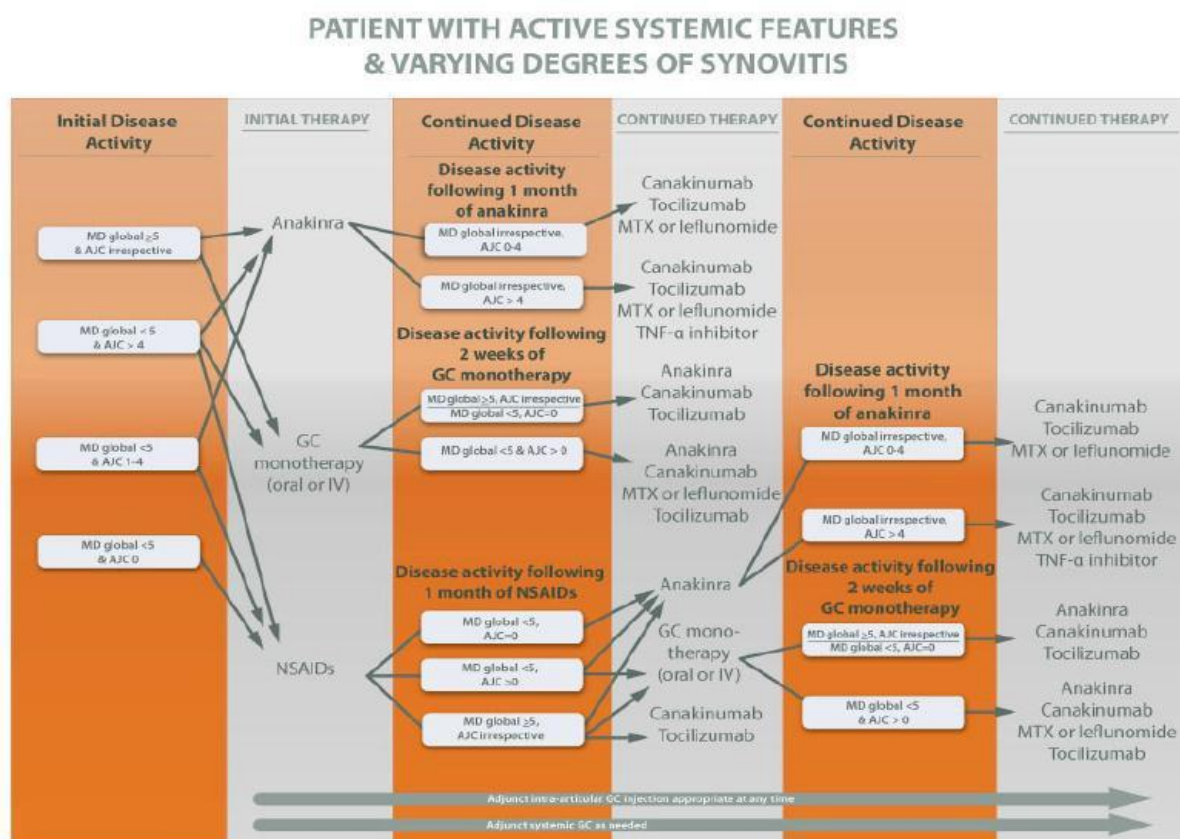 PATIENT WITH ACTIVE SYSTEMIC FEATURES
& VARYING DEGREES OF SYNOVITIS
Initial Disease
Activity
MD global ≥5
& AJC irrespective
MD global <5
& AJC > 4
MD global <5
& AJC 1-4
MD global <5
& AJC 0
INITIAL THERAPY
Anakinra
GC
monotherapy
(oral or IV)
NSAIDs
Continued Disease
Activity
Disease activity
following 1 month
of anakinra
MD global irrespective,
AJC 0-4
MD global irrespective,
AJC > 4
Disease activity following
2 weeks of
GC monotherapy
MD global ≥5, AJC irrespective
MD global <5, AJC=0
MD global <5 & AJC > 0
Disease activity following
1 month of NSAIDs
MD global <5,
AJC=0
MD global <5,
AJC >0
MD global ≥5,
AJC irrespective
CONTINUED THERAPY
Canakinumab
Tocilizumab
MTX or leflunomide
Canakinumab
Tocilizumab
MTX or leflunomide
TNF-α inhibitor
Anakinra
Canakinumab
Tocilizumab
Anakinra
Canakinumab
MTX or leflunomide
Tocilizumab
Anakinra
GC mono-
therapy
(oral or IV)
Canakinumab
Tocilizumab
Continued Disease
Activity
Disease activity
following 1 month
of anakinra
MD global irrespective,
AJC 0-4
MD global irrespective,
AJC > 4
Disease activity following
2 weeks of
GC monotherapy
MD global ≥5, AJC irrespective
MD global <5, AJC=0
MD global <5
& AJC > 0
CONTINUED THERAPY
Canakinumab
Tocilizumab
MTX or leflunomide
Canakinumab
Tocilizumab
MTX or leflunomide
TNF-α inhibitor
Anakinra
Canakinumab
Tocilizumab
Anakinra
Canakinumab
MTX or leflunomide
Tocilizumab
Adjunct intra-articular GC injection appropriate at any time
Adjunct systemic GC as needed